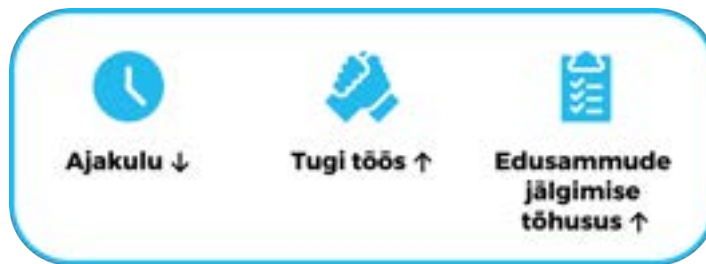 Ajakulu ↓
Tugi töös ↑
Edusammude
jälgimise
tõhusus ↑